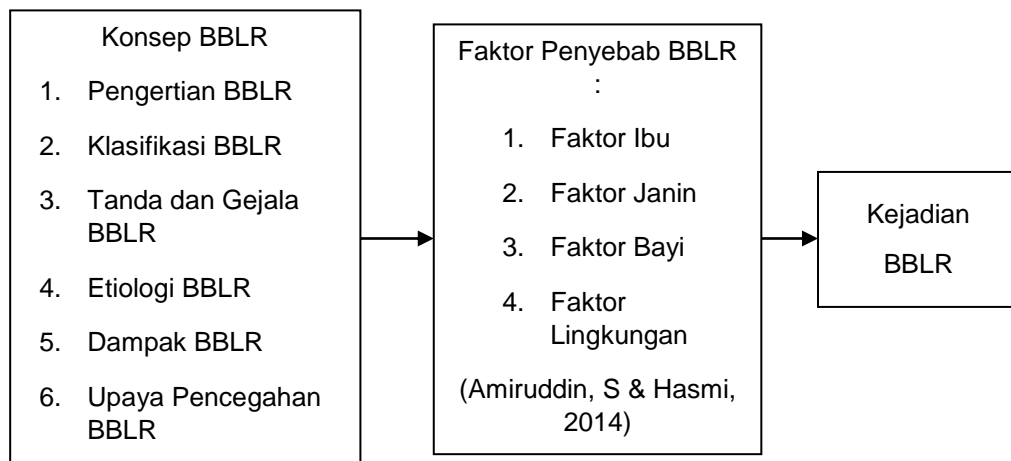 Konsep BBLR
1. Pengertian BBLR
2. Klasifikasi BBLR
3. Tanda dan Gejala
BBLR
4. Etiologi BBLR
5. Dampak BBLR
6. Upaya Pencegahan
BBLR
Faktor Penyebab BBLR
:
1. Faktor Ibu
2. Faktor Janin
3. Faktor Bayi
4. Faktor
Lingkungan
(Amiruddin, S & Hasmi,
2014)
Kejadian
BBLR